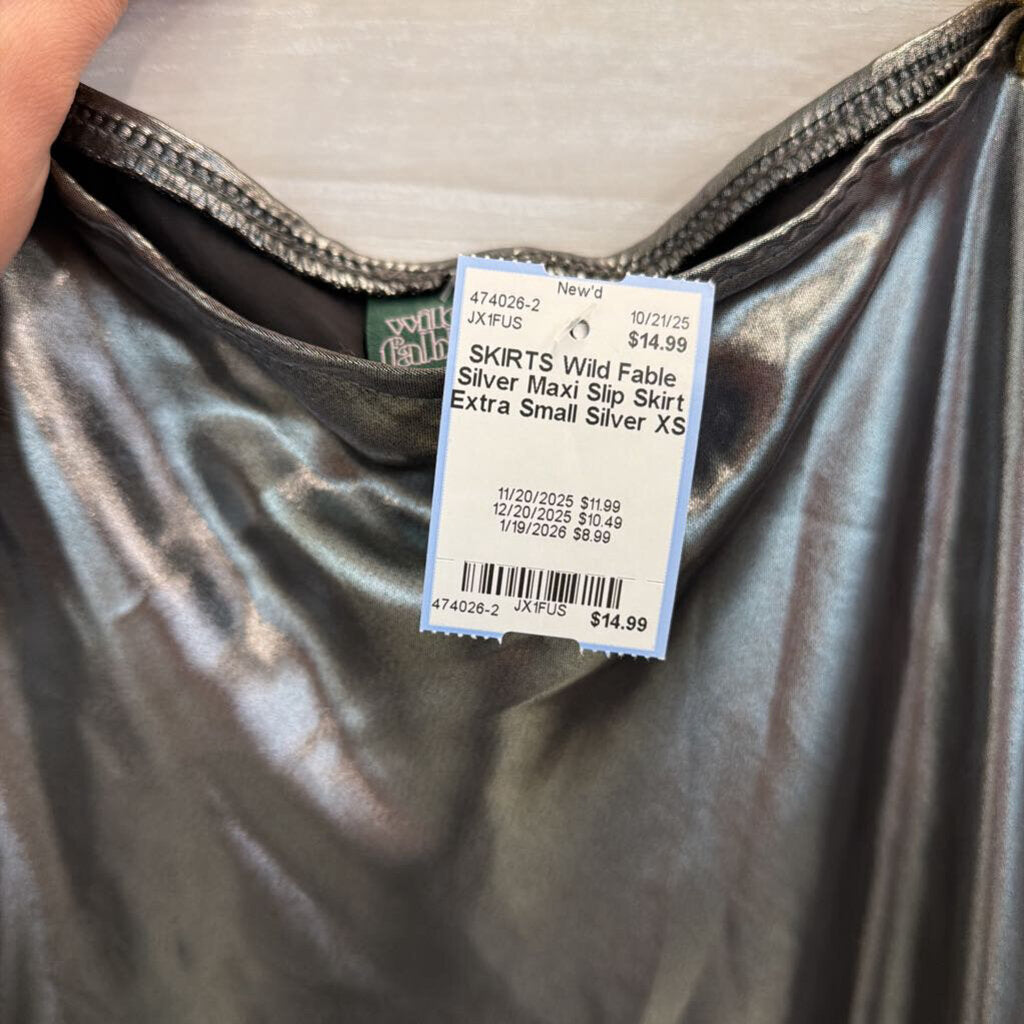 New'd
474026-2
10/21/25
JX1FUS
$14.99
SKIRTS Wild Fable
Silver Maxi Slip Skirt
Extra Small Silver XS
11/20/2025 $11.99
12/20/2025 $10.49
1/19/2026 $8.99
474026-2 JX1FUS $14.99